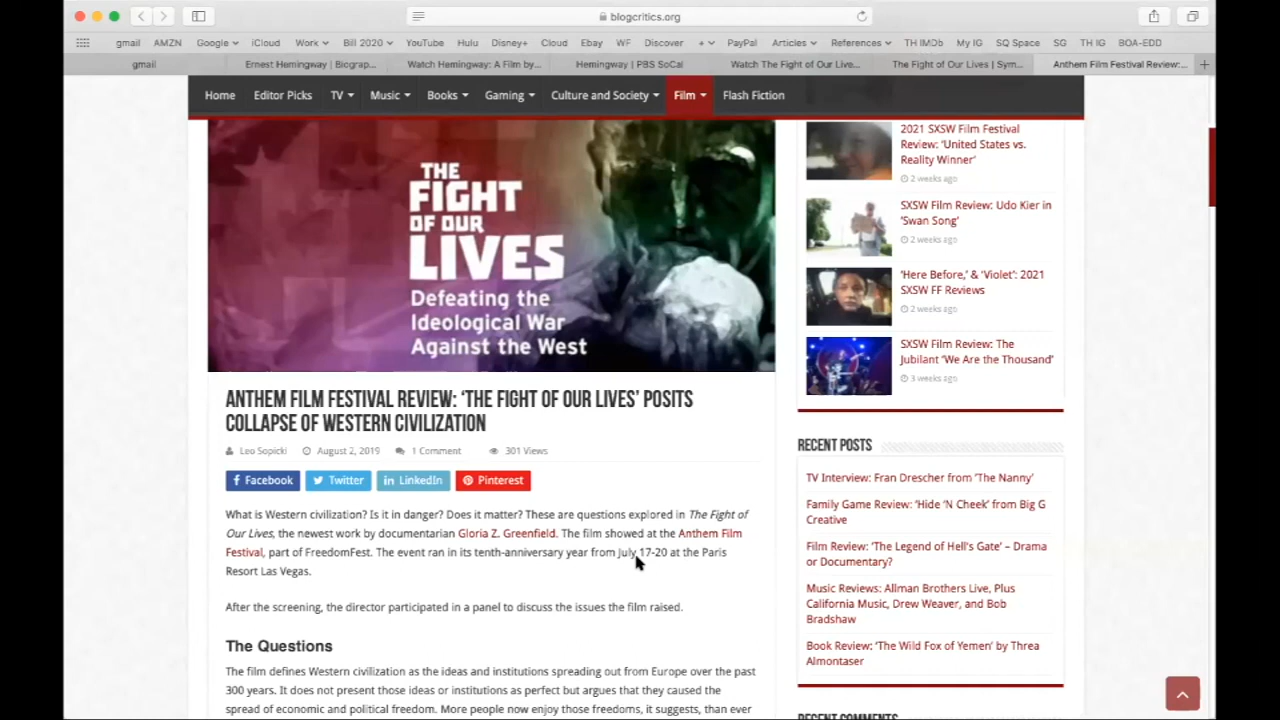 blogcritics.org
gmail AMZN Google iCloud Work Bill 2020 YouTube Hulu Disney+ Cloud Ebay WF Discover + PayPal Articles References TH IMDb My IG SQ Space SG TH IG BOA-EDD
gmail Ernest Hemingway | Biograp... Watch Hemingway: A Film by... Hemingway | PBS SoCal Watch The Fight of Our Live... The Fight of Our Lives | Sym... Anthem Film Festival Review:...
Home Editor Picks TV Music Books Gaming Culture and Society Film Flash Fiction
THE
FIGHT
OF OUR
LIVES
Defeating the
Ideological War
Against the West
ANTHEM FILM FESTIVAL REVIEW: ‘THE FIGHT OF OUR LIVES’ POSITS
COLLAPSE OF WESTERN CIVILIZATION
Leo Sopicki August 2, 2019 1 Comment 301 Views
Facebook Twitter LinkedIn Pinterest
What is Western civilization? Is it in danger? Does it matter? These are questions explored in The Fight of
Our Lives, the newest work by documentarian Gloria Z. Greenfield. The film showed at the Anthem Film
Festival, part of FreedomFest. The event ran in its tenth-anniversary year from July 17-20 at the Paris
Resort Las Vegas.
After the screening, the director participated in a panel to discuss the issues the film raised.
The Questions
The film defines Western civilization as the ideas and institutions spreading out from Europe over the past
300 years. It does not present those ideas or institutions as perfect but argues that they caused the
spread of economic and political freedom. More people now enjoy those freedoms, it suggests, than ever
2021 SXSW Film Festival
Review: ‘United States vs.
Reality Winner’
2 weeks ago
SXSW Film Review: Udo Kier in
‘Swan Song’
2 weeks ago
‘Here Before,’ & ‘Violet’: 2021
SXSW FF Reviews
2 weeks ago
SXSW Film Review: The
Jubilant ‘We Are the Thousand’
3 weeks ago
RECENT POSTS
TV Interview: Fran Drescher from ‘The Nanny’
Family Game Review: ‘Hide ‘N Cheek’ from Big G
Creative
Film Review: ‘The Legend of Hell’s Gate’ – Drama
or Documentary?
Music Reviews: Allman Brothers Live, Plus
California Music, Drew Weaver, and Bob
Bradshaw
Book Review: ‘The Wild Fox of Yemen’ by Threa
Almontaser
RECENT COMMENTS